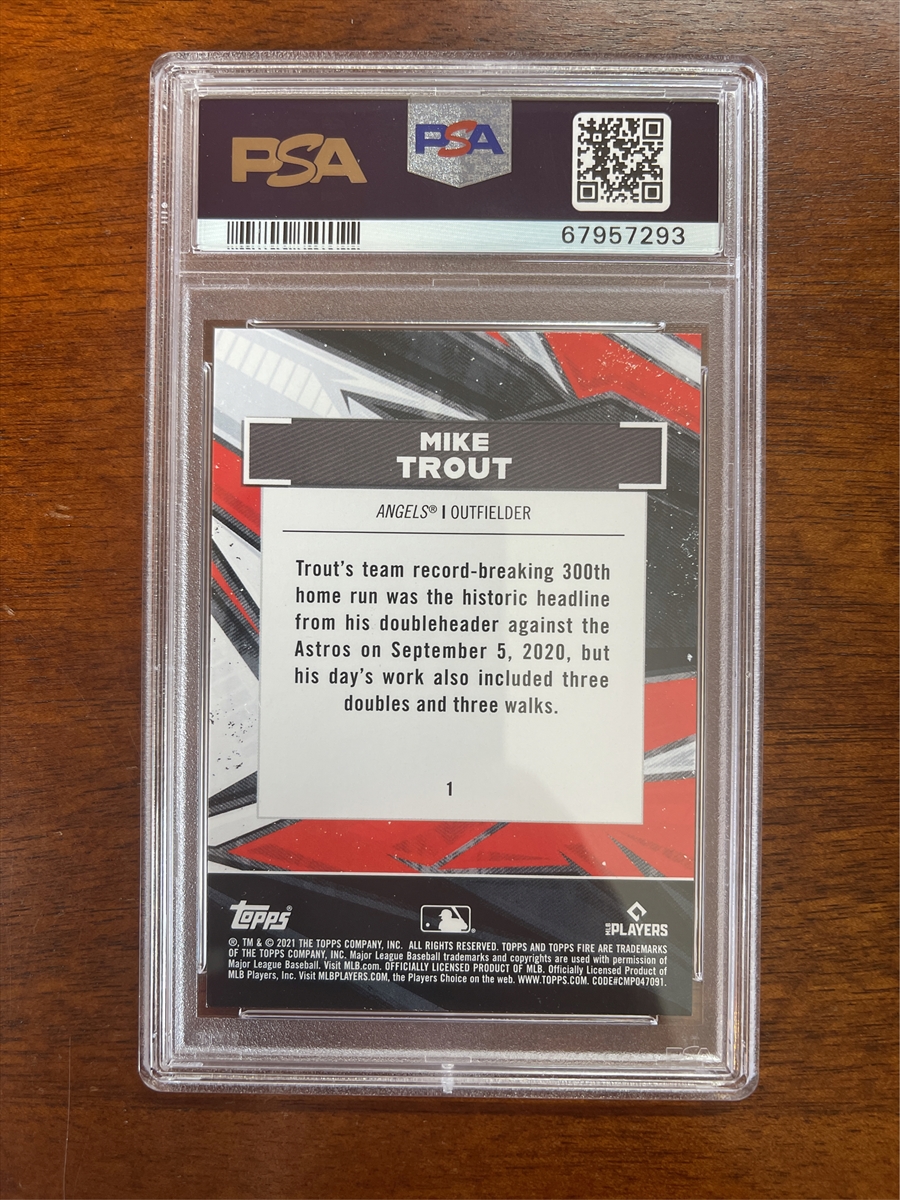 PSA
PSA
67957293
MIKE
TROUT
ANGELS® | OUTFIELDER
Trout's team record-breaking 300th
home run was the historic headline
from his doubleheader against the
Astros on September 5, 2020, but
his day's work also included three
doubles and three walks.
1
TOPPS®
MLB PLAYERS
®, TM & © 2021 THE TOPPS COMPANY, INC. ALL RIGHTS RESERVED. TOPPS AND TOPPS FIRE ARE TRADEMARKS
OF THE TOPPS COMPANY, INC. Major League Baseball trademarks and copyrights are used with permission of
Major League Baseball. Visit MLB.com. OFFICIALLY LICENSED PRODUCT OF MLB. Officially Licensed Product of
MLB Players, Inc. Visit MLBPLAYERS.COM, the Players Choice on the web. WWW.TOPPS.COM. CODE#CMP047091.
PSA